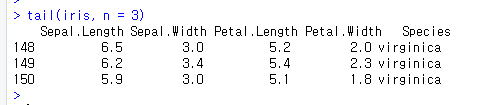 > tail(iris, n = 3)
    Sepal.Length Sepal.Width Petal.Length Petal.Width   Species
148          6.5         3.0          5.2         2.0 virginica
149          6.2         3.4          5.4         2.3 virginica
150          5.9         3.0          5.1         1.8 virginica
>